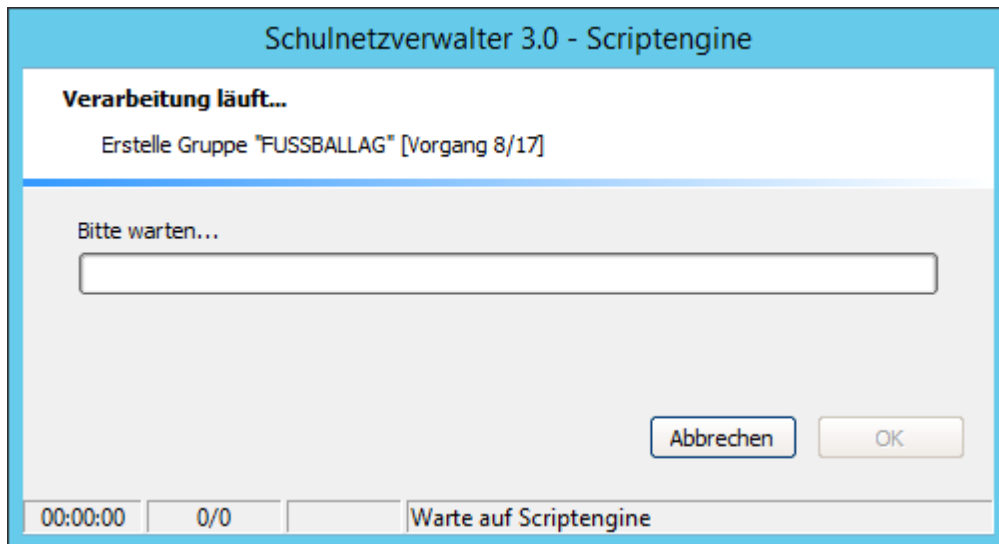 Schulnetzverwalter 3.0 - Scriptengine
Verarbeitung läuft...
Erstelle Gruppe "FUSSBALLAG" [Vorgang 8/17]
Bitte warten...
Abbrechen
OK
00:00:00 0/0 Warte auf Scriptengine